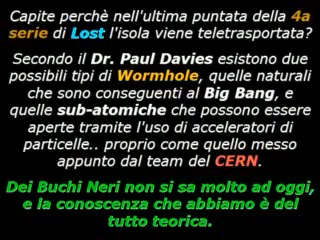 Capite perchè nell'ultima puntata della 4a
serie di Lost l'isola viene teletrasportata?
Secondo il Dr. Paul Davies esistono due
possibili tipi di Wormhole, quelle naturali
che sono conseguenti al Big Bang, e
quelle sub-atomiche che possono essere
aperte tramite l'uso di acceleratori di
particelle.. proprio come quello messo
appunto dal team del CERN.
Dei Buchi Neri non si sa molto ad oggi,
e la conoscenza che abbiamo è del
tutto teorica.